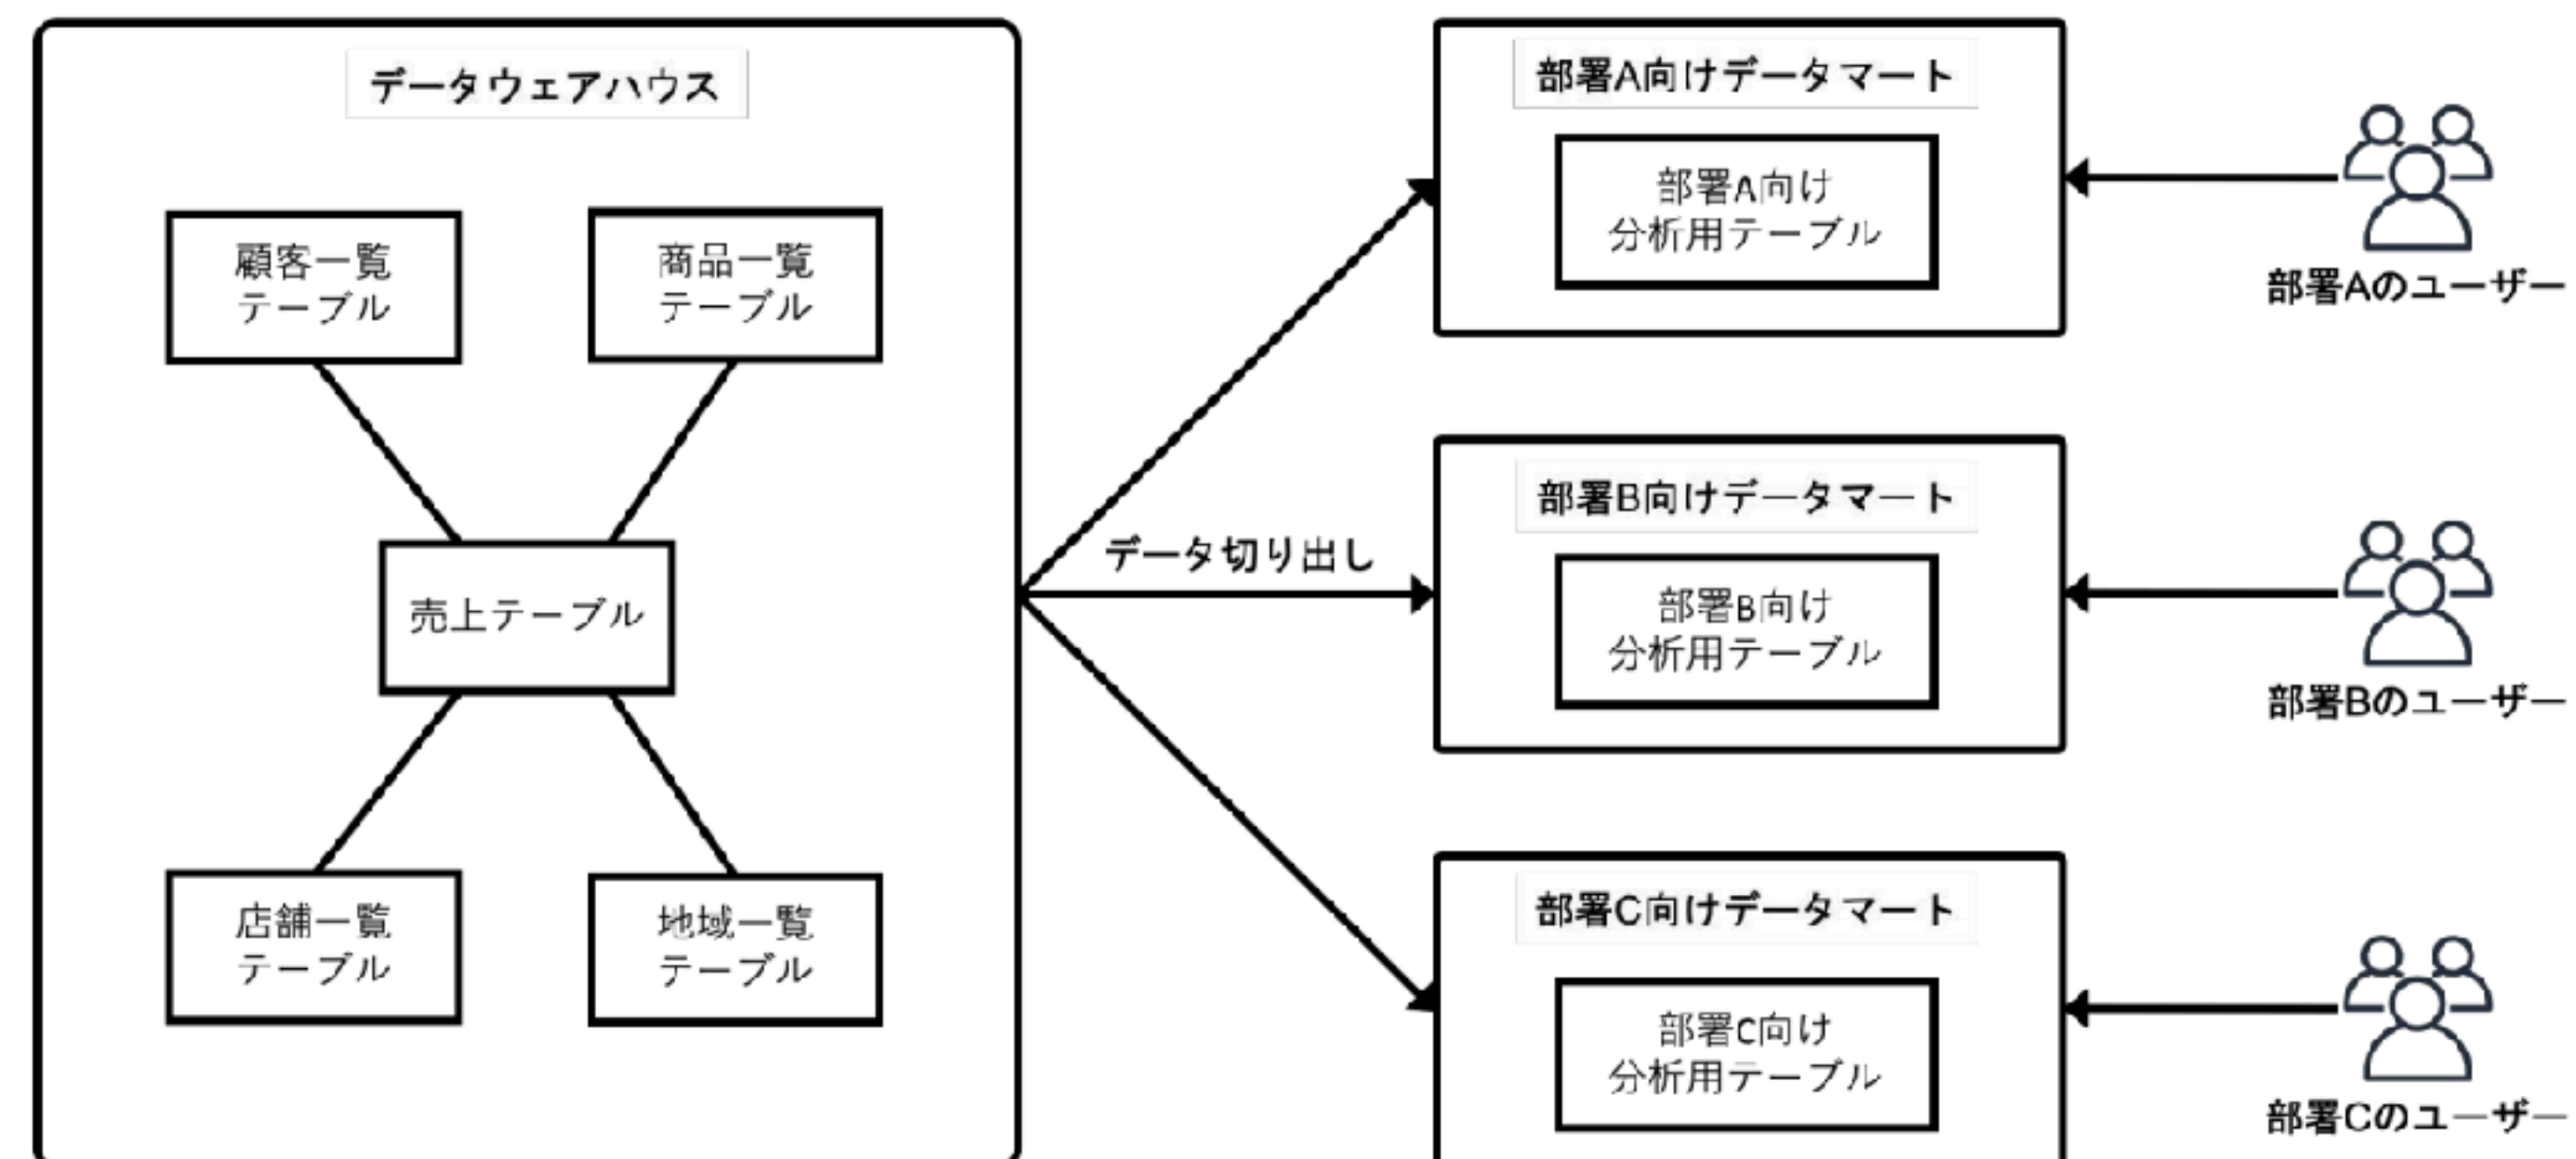 データウェアハウス
顧客一覧
テーブル
商品一覧
テーブル
売上テーブル
店舗一覧
テーブル
地域一覧
テーブル
データ切り出し
部署A向けデータマート
部署A向け
分析用テーブル
部署Aのユーザー
部署B向けデータマート
部署B向け
分析用テーブル
部署Bのユーザー
部署C向けデータマート
部署C向け
分析用テーブル
部署Cのユーザー